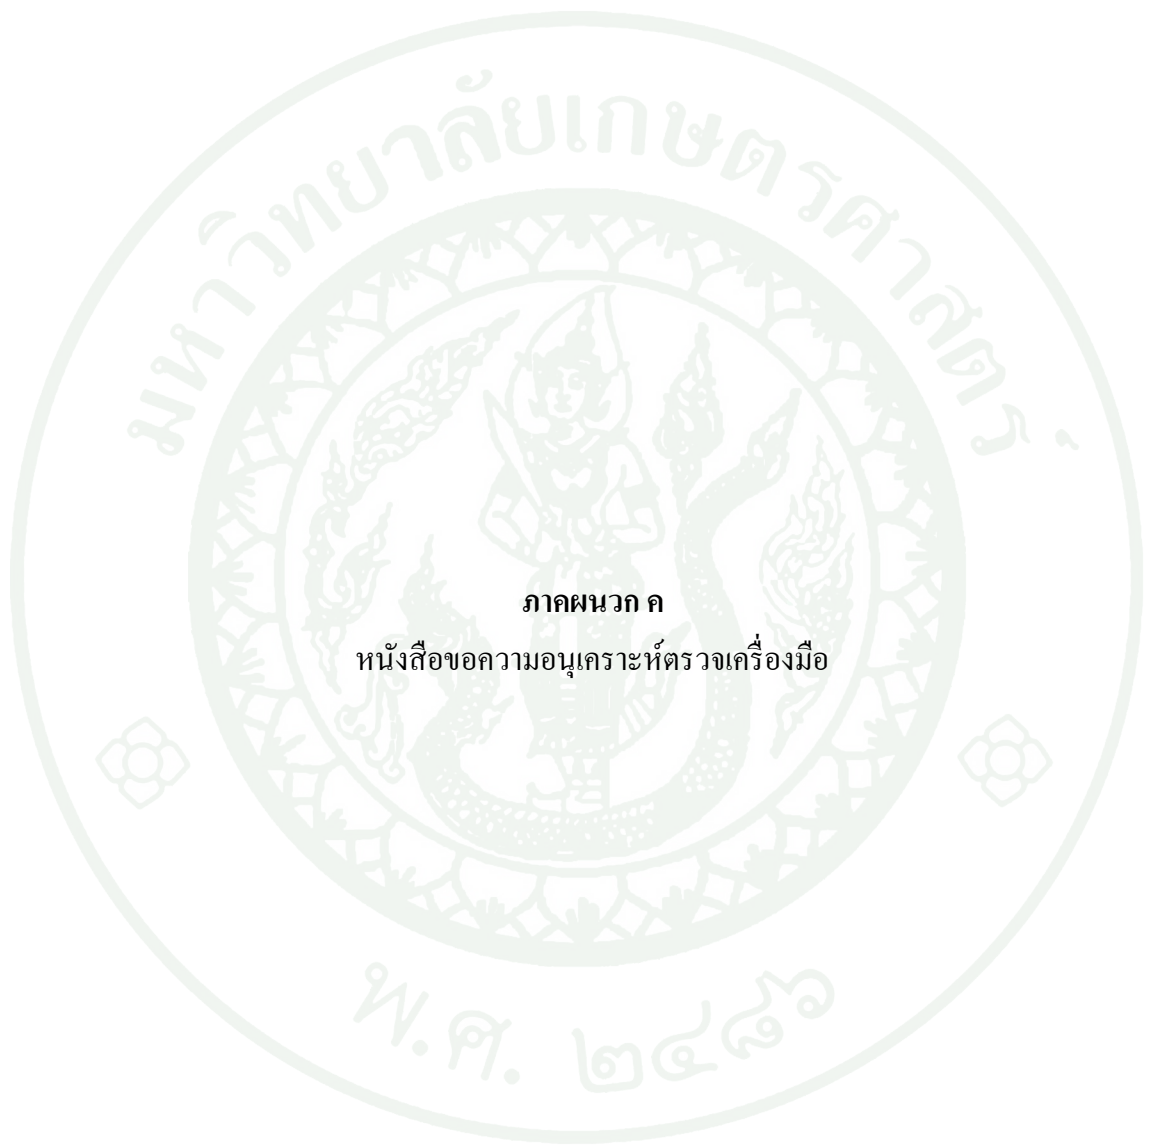 มหาวิทยาลัยเกษตรศาสตร์
ภาคผนวก ค
หนังสือขอความอนุเคราะห์ตรวจเครื่องมือ
พ.ศ. ๒๔๘๖